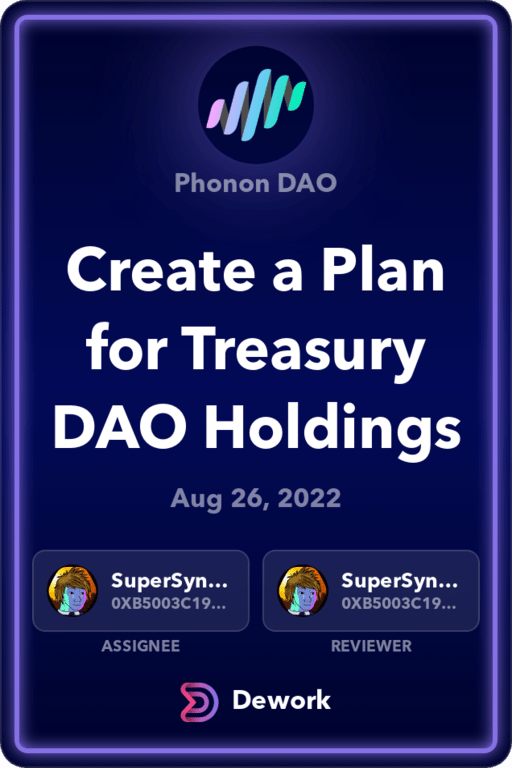 Phonon DAO
Create a Plan
for Treasury
DAO Holdings
Aug 26, 2022
SuperSyn...
0XB5003C19...
ASSIGNEE
SuperSyn...
0XB5003C19...
REVIEWER
Dework